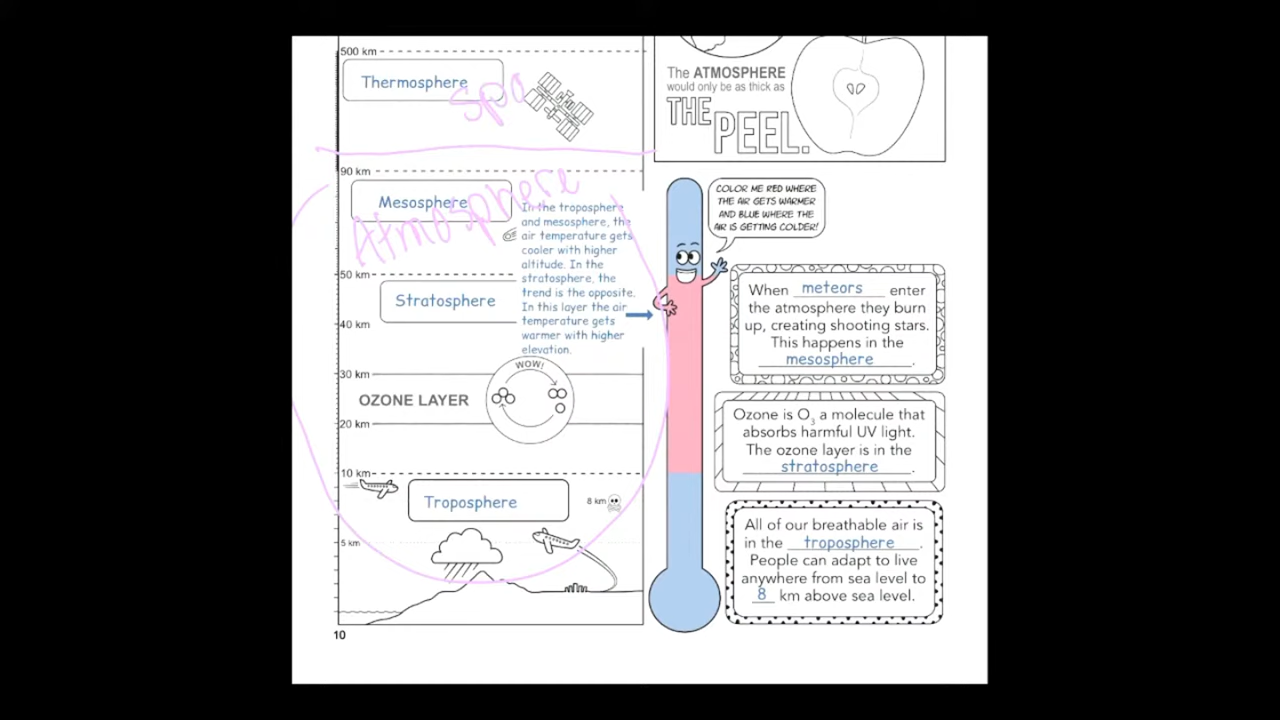 500 km
Thermosphere
spa
90 km
Mesosphere
Atmosphere
In the troposphere
and mesosphere, the
air temperature gets
cooler with higher
altitude. In the
stratosphere, the
trend is the opposite.
In this layer the air
temperature gets
warmer with higher
elevation.
50 km
Stratosphere
40 km
30 km
WOW!
OZONE LAYER
20 km
10 km
Troposphere
8 km
5 km
10
The ATMOSPHERE
would only be as thick as
THE
PEEL.
COLOR ME RED WHERE
THE AIR GETS WARMER
AND BLUE WHERE THE
AIR IS GETTING COLDER!
When meteors enter
the atmosphere they burn
up, creating shooting stars.
This happens in the
mesosphere.
Ozone is O₃ a molecule that
absorbs harmful UV light.
The ozone layer is in the
stratosphere.
All of our breathable air is
in the troposphere.
People can adapt to live
anywhere from sea level to
8 km above sea level.